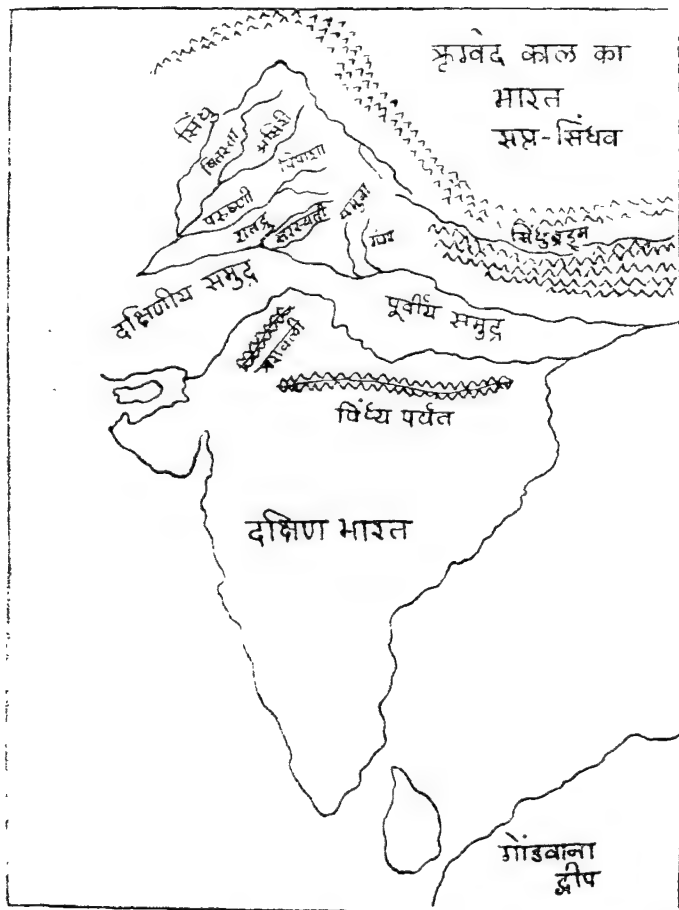 ऋग्वेद काल का
भारत
सप्त-सिंधव
सिंधु
वितस्ता
असिक्री
विपाशा
परुष्णी
शतद्रु
सरस्वती
यमुना
गंगा
दक्षिणीय समुद्र
पूर्वीय समुद्र
अरावली
विंध्य पर्वत
दक्षिण भारत
गोंडवाना
द्वीप